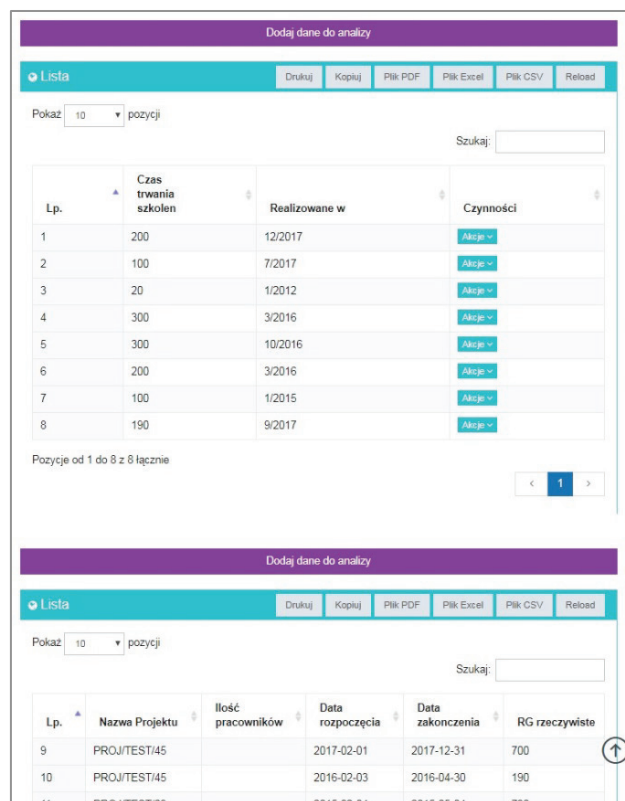 Dodaj dane do analizy
Lista Drukuj Kopiuj Plik PDF Plik Excel Plik CSV Reload
Pokaż 10 pozycji
Szukaj:
Lp. Czas trwania szkolen Realizowane w Czynności
1 200 12/2017 Akcje
2 100 7/2017 Akcje
3 20 1/2012 Akcje
4 300 3/2016 Akcje
5 300 10/2016 Akcje
6 200 3/2016 Akcje
7 100 1/2015 Akcje
8 190 9/2017 Akcje
Pozycje od 1 do 8 z 8 łącznie
< 1 >
Dodaj dane do analizy
Lista Drukuj Kopiuj Plik PDF Plik Excel Plik CSV Reload
Pokaż 10 pozycji
Szukaj:
Lp. Nazwa Projektu Ilość pracowników Data rozpoczęcia Data zakonczenia RG rzeczywiste
9 PROJ/TEST/45 2017-02-01 2017-12-31 700
10 PROJ/TEST/45 2016-02-03 2016-04-30 190